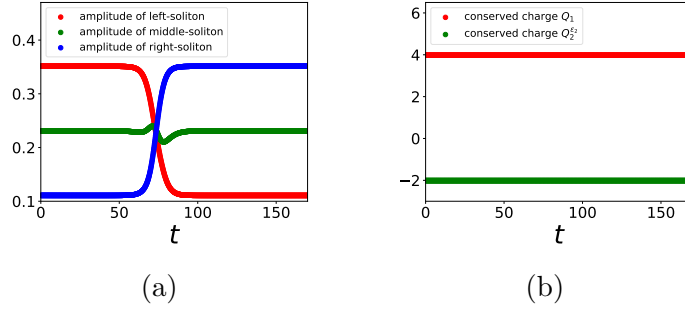 amplitude of left-soliton
amplitude of middle-soliton
amplitude of right-soliton
0.4
0.3
0.2
0.1
0 50 100 150
t
(a)
conserved charge Q₁
conserved charge Q₂^{ε₂}
6
4
2
0
−2
0 50 100 150
t
(b)